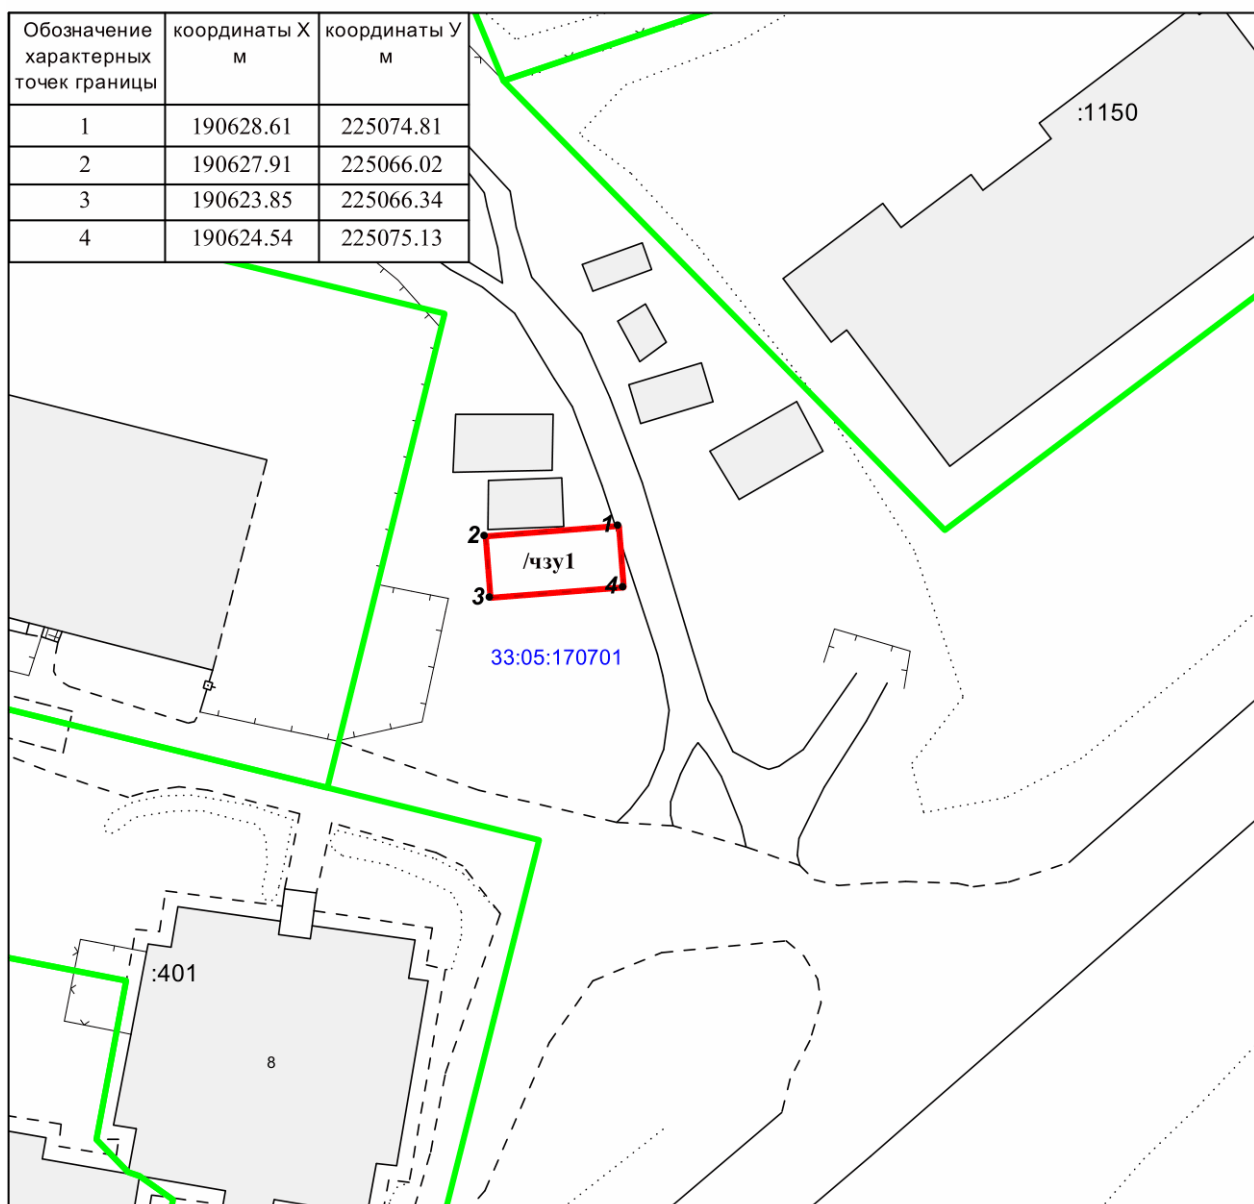 Обозначение характерных точек границы | координаты Х м | координаты У м
1 | 190628.61 | 225074.81
2 | 190627.91 | 225066.02
3 | 190623.85 | 225066.34
4 | 190624.54 | 225075.13
:1150
1
2
/чзу1
4
3
33:05:170701
:401
8